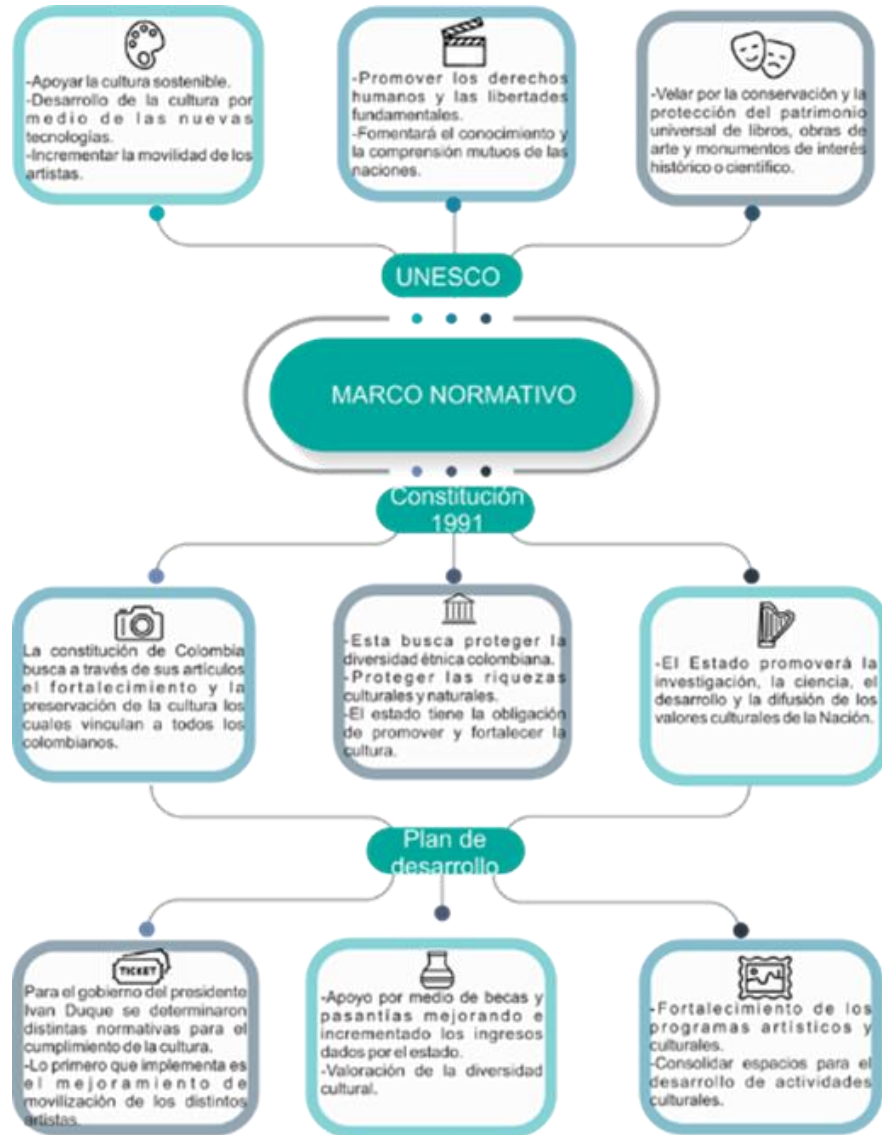 -Apoyar la cultura sostenible.
-Desarrollo de la cultura por
medio de las nuevas
tecnologías.
-Incrementar la movilidad de los
artistas.
-Promover los derechos
humanos y las libertades
fundamentales.
-Fomentará el conocimiento y
la comprensión mutuos de las
naciones.
-Velar por la conservación y la
protección del patrimonio
universal de libros, obras de
arte y monumentos de interés
histórico o científico.
UNESCO
MARCO NORMATIVO
Constitución
1991
La constitución de Colombia
busca a través de sus artículos
el fortalecimiento y la
preservación de la cultura los
cuales vinculan a todos los
colombianos.
-Esta busca proteger la
diversidad étnica colombiana.
-Proteger las riquezas
culturales y naturales.
-El estado tiene la obligación
de promover y fortalecer la
cultura.
-El Estado promoverá la
investigación, la ciencia, el
desarrollo y la difusión de los
valores culturales de la Nación.
Plan de
desarrollo
TICKET
Para el gobierno del presidente
Ivan Duque se determinaron
distintas normativas para el
cumplimiento de la cultura.
-Lo primero que implementa es
el mejoramiento de
movilización de los distintos
artistas.
-Apoyo por medio de becas y
pasantías mejorando e
incrementado los ingresos
dados por el estado.
-Valoración de la diversidad
cultural.
-Fortalecimiento de los
programas artísticos y
culturales.
-Consolidar espacios para el
desarrollo de actividades
culturales.